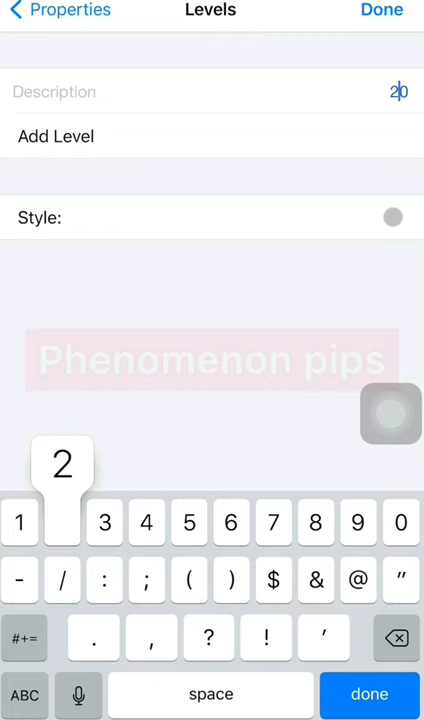 Properties
Levels
Done
Description
20
Add Level
Style:
Phenomenon pips
2
1 3 4 5 6 7 8 9 0
- / : ; ( ) $ & @ ”
#+= . , ? ! ’
ABC space done